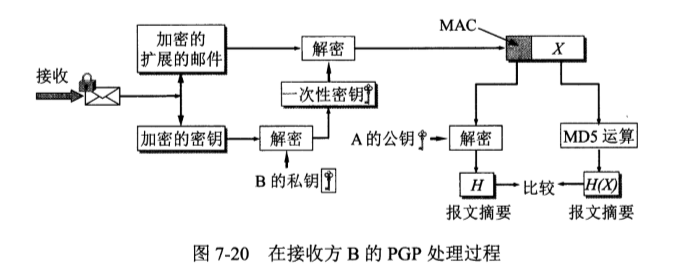 加密的
扩展的邮件
解密
MAC
X
接收
一次性密钥
加密的密钥
解密
A 的公钥
解密
MD5 运算
B 的私钥
H
比较
H(X)
报文摘要
报文摘要
图 7-20 在接收方 B 的 PGP 处理过程